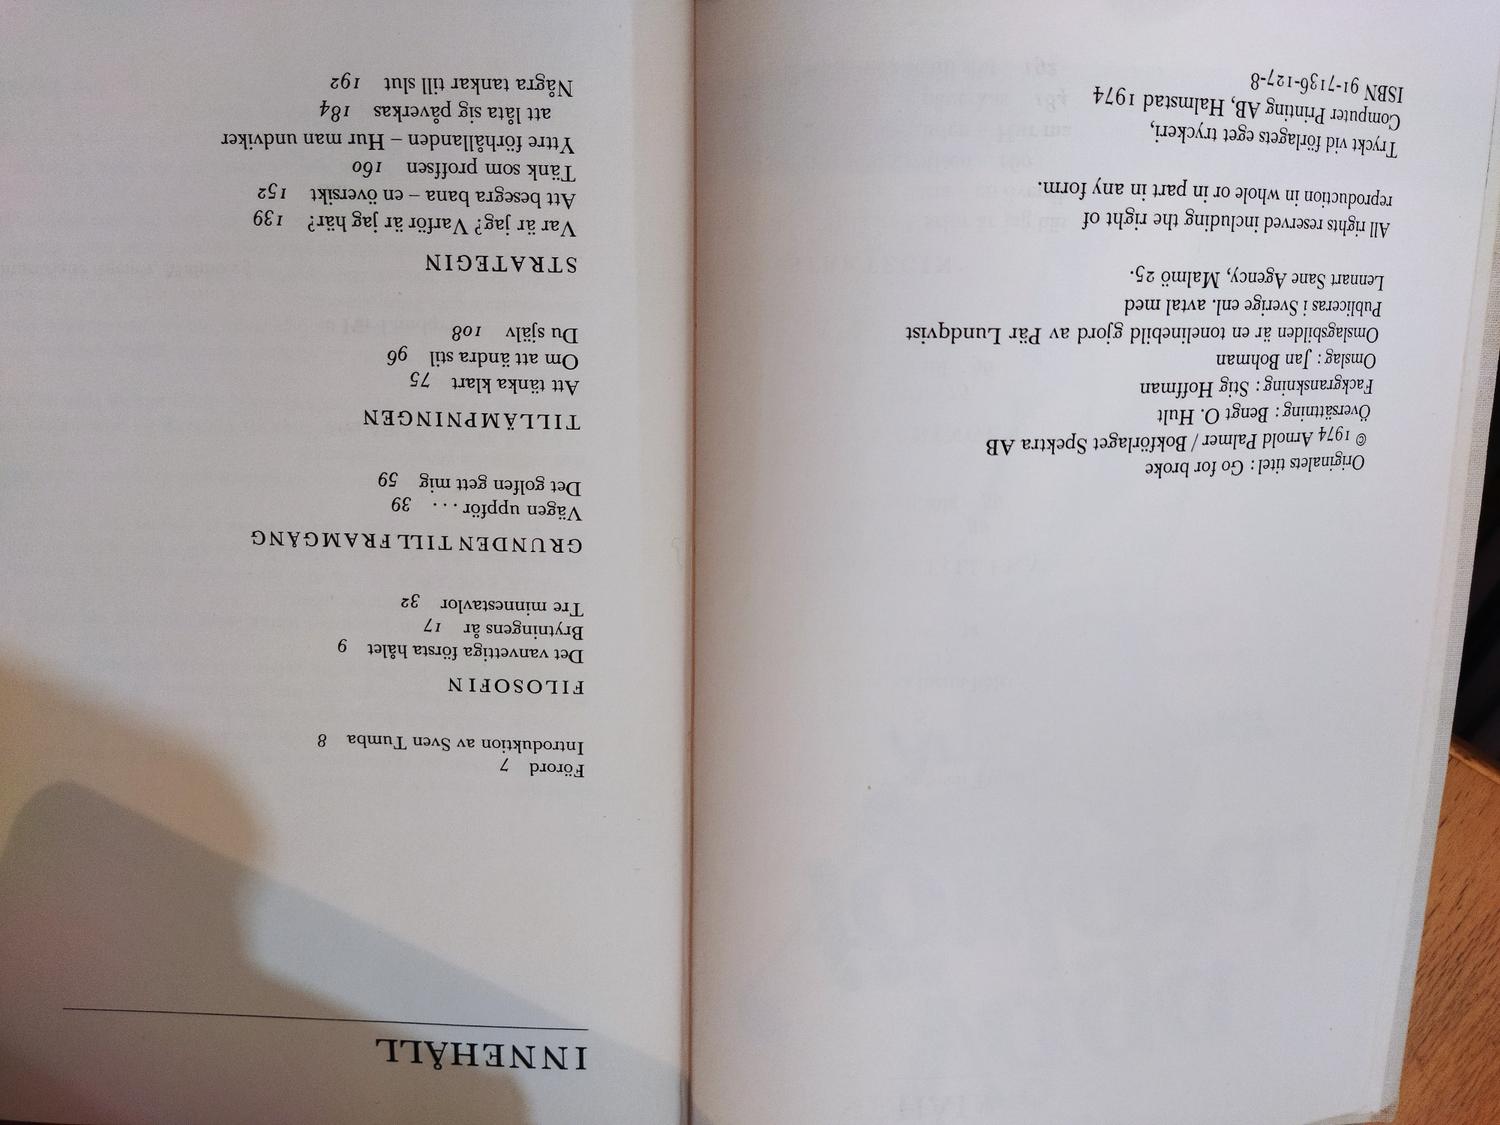 Originalets titel: Go for broke
© 1974 Arnold Palmer / Bokförlaget Spektra AB
Översättning: Bengt O. Hult
Fackgranskning: Stig Hoffman
Omslag: Jan Bohman
Omslagsbilden är en tonelinebild gjord av Pär Lundqvist
Publiceras i Sverige enl. avtal med
Lennart Sane Agency, Malmö 25.
All rights reserved including the right of
reproduction in whole or in part in any form.
Tryckt vid förlagets eget tryckeri,
Computer Printing AB, Halmstad 1974
ISBN 91-7136-127-8
INNEHÅLL
Förord 7
Introduktion av Sven Tumba 8
FILOSOFIN
Det vanvettiga första hålet 9
Brytningens år 17
Tre minnestavlor 32
GRUNDEN TILL FRAMGÅNG
Vägen uppför... 39
Det golfen gett mig 59
TILLÄMPNINGEN
Att tänka klart 75
Om att ändra stil 96
Du själv 108
STRATEGIN
Var är jag? Varför är jag här? 139
Att besegra bana – en översikt 152
Tänk som proffsen 160
Yttre förhållanden – Hur man undviker
att låta sig påverkas 184
Några tankar till slut 192